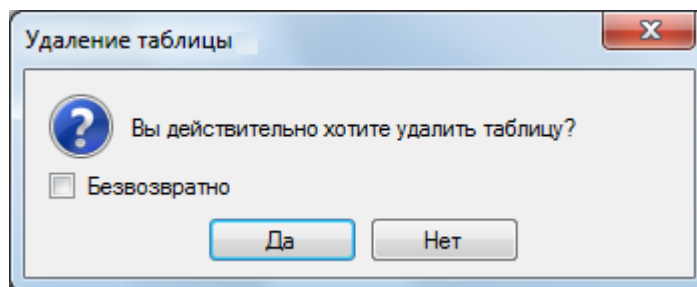 Удаление таблицы
Вы действительно хотите удалить таблицу?
Безвозвратно
Да
Нет